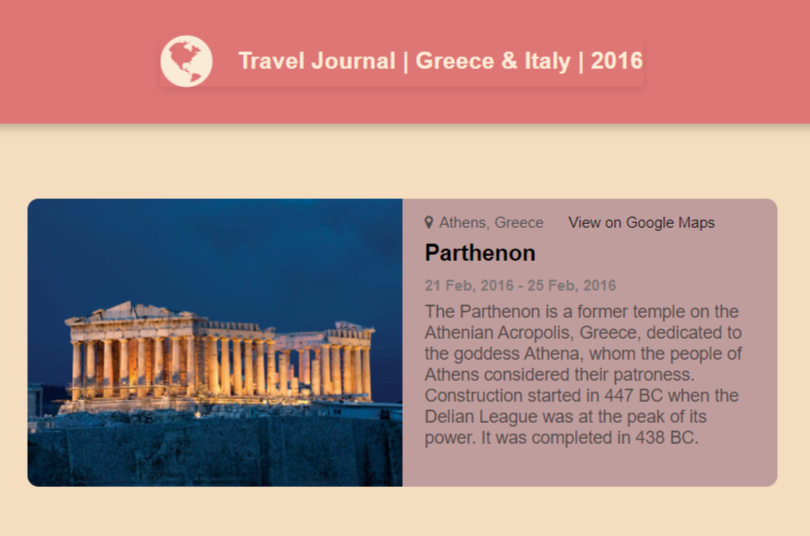 Travel Journal | Greece & Italy | 2016
Athens, Greece View on Google Maps
Parthenon
21 Feb, 2016 - 25 Feb, 2016
The Parthenon is a former temple on the
Athenian Acropolis, Greece, dedicated to
the goddess Athena, whom the people of
Athens considered their patroness.
Construction started in 447 BC when the
Delian League was at the peak of its
power. It was completed in 438 BC.